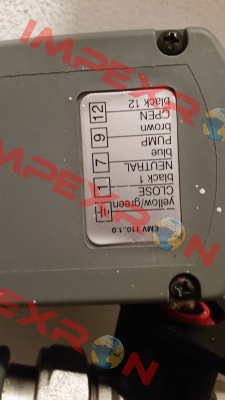 EMV 110..1.0
yellow/green
CLOSE
black 1
1
NEUTRAL
blue
7
PUMP
brown
9
OPEN
black 12
12
IMPEXRON
IMPEXRON